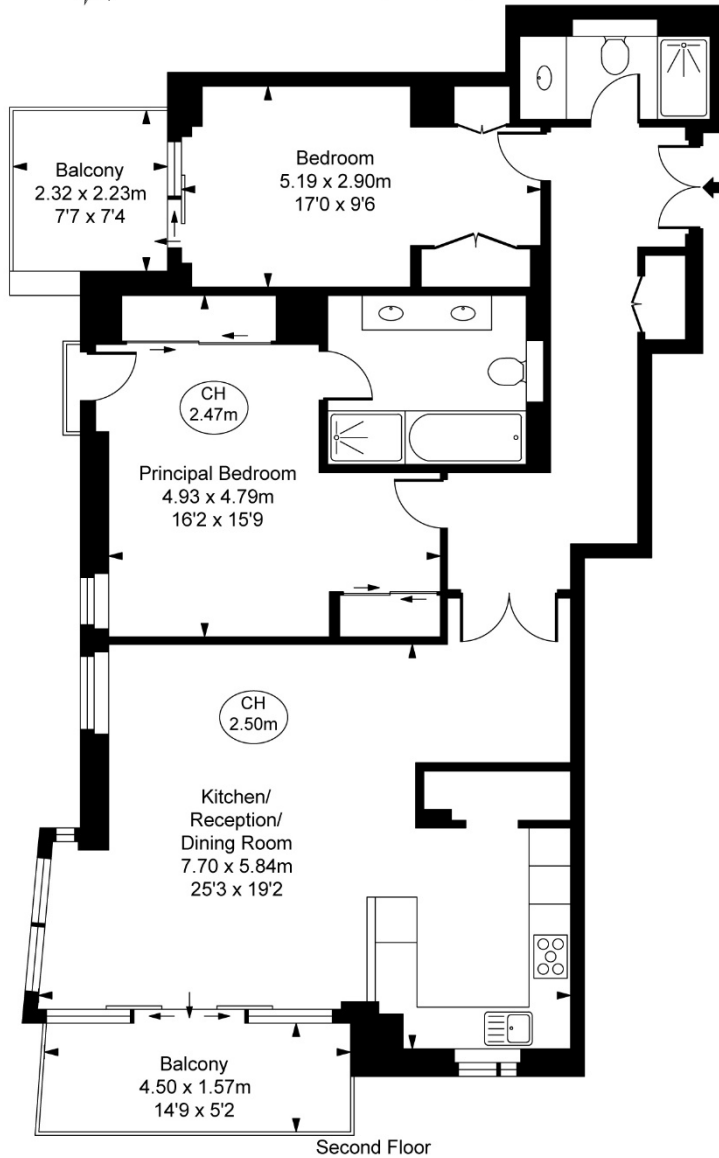 Balcony
2.32 x 2.23m
7'7 x 7'4
Bedroom
5.19 x 2.90m
17'0 x 9'6
CH
2.47m
Principal Bedroom
4.93 x 4.79m
16'2 x 15'9
CH
2.50m
Kitchen/
Reception/
Dining Room
7.70 x 5.84m
25'3 x 19'2
Balcony
4.50 x 1.57m
14'9 x 5'2
Second Floor